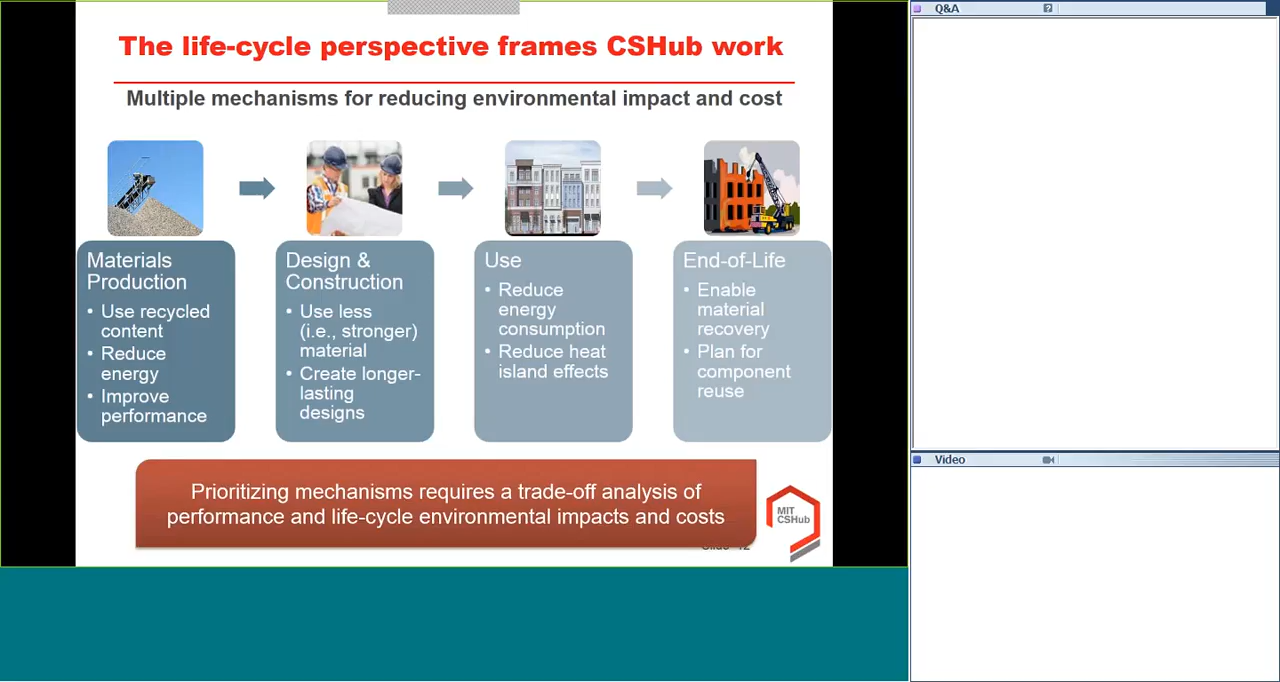 The life-cycle perspective frames CSHub work
Multiple mechanisms for reducing environmental impact and cost
Materials
Production
• Use recycled
content
• Reduce
energy
• Improve
performance
Design &
Construction
• Use less
(i.e., stronger)
material
• Create longer-
lasting
designs
Use
• Reduce
energy
consumption
• Reduce heat
island effects
End-of-Life
• Enable
material
recovery
• Plan for
component
reuse
Prioritizing mechanisms requires a trade-off analysis of
performance and life-cycle environmental impacts and costs
MIT
CSHub
Q&A
?
Video